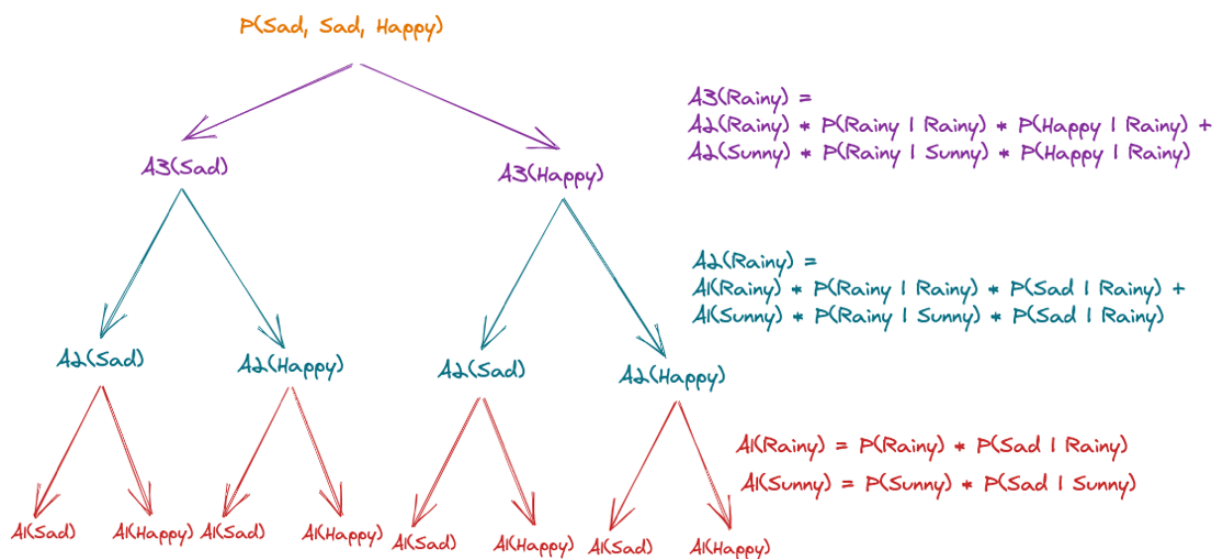 P(Sad, Sad, Happy)
A3(Rainy) =
A2(Rainy) * P(Rainy | Rainy) * P(Happy | Rainy) +
A2(Sunny) * P(Rainy | Sunny) * P(Happy | Rainy)
A3(Sad)
A3(Happy)
A2(Rainy) =
A1(Rainy) * P(Rainy | Rainy) * P(Sad | Rainy) +
A1(Sunny) * P(Rainy | Sunny) * P(Sad | Rainy)
A2(Sad)
A2(Happy)
A2(Sad)
A2(Happy)
A1(Rainy) = P(Rainy) * P(Sad | Rainy)
A1(Sunny) = P(Sunny) * P(Sad | Sunny)
A1(Sad)
A1(Happy)
A1(Sad)
A1(Happy)
A1(Sad)
A1(Happy)
A1(Sad)
A1(Happy)